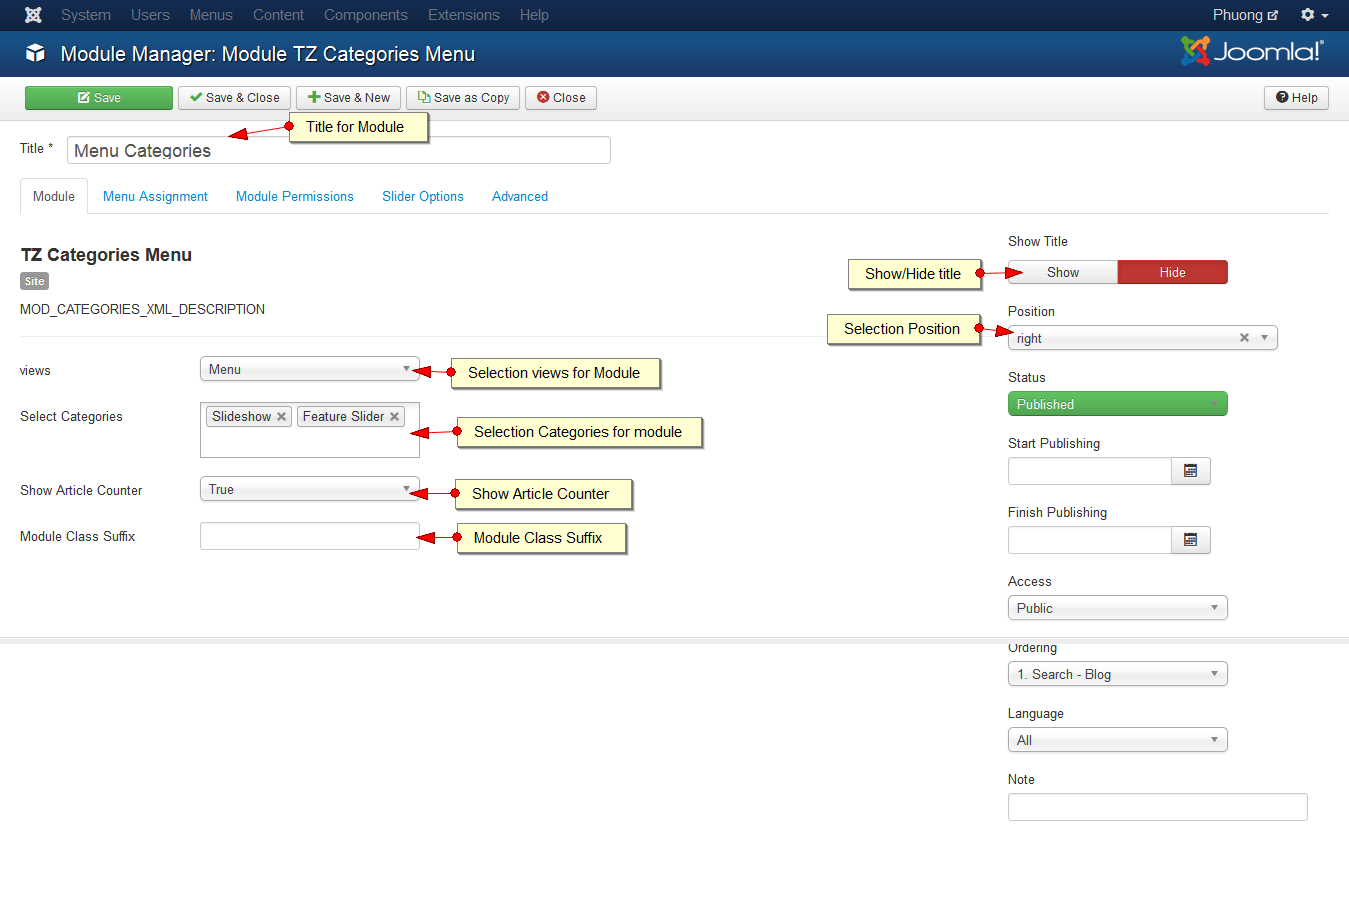 System Users Menus Content Components Extensions Help Phuong
Module Manager: Module TZ Categories Menu Joomla!®
Save Save & Close Save & New Save as Copy Close Help
Title for Module
Title * Menu Categories
Module Menu Assignment Module Permissions Slider Options Advanced
TZ Categories Menu
Site
MOD_CATEGORIES_XML_DESCRIPTION
views Menu Selection views for Module
Select Categories Slideshow Feature Slider Selection Categories for module
Show Article Counter True Show Article Counter
Module Class Suffix Module Class Suffix
Show Title
Show/Hide title Show Hide
Position
Selection Position right
Status
Published
Start Publishing
Finish Publishing
Access
Public
Ordering
1. Search - Blog
Language
All
Note